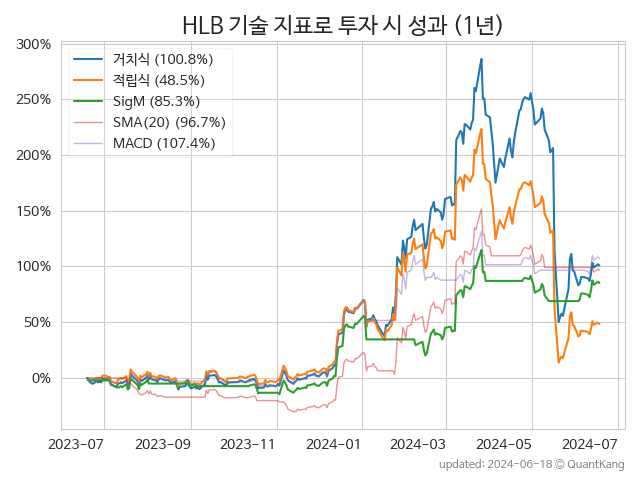 HLB 기술 지표로 투자 시 성과 (1년)
300%
250%
200%
150%
100%
50%
0%
거치식 (100.8%)
적립식 (48.5%)
SigM (85.3%)
SMA(20) (96.7%)
MACD (107.4%)
2023-07 2023-09 2023-11 2024-01 2024-03 2024-05 2024-07
updated: 2024-06-18 © QuantKang